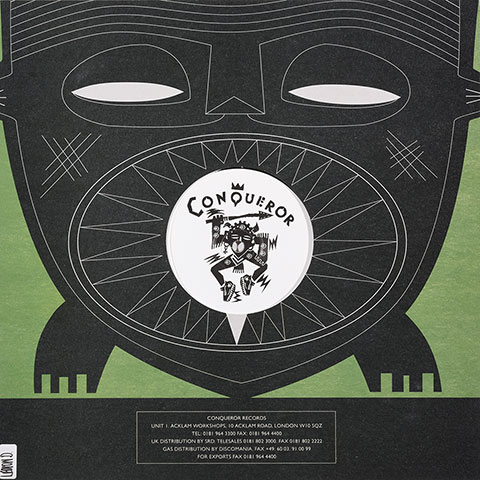 CONQUEROR
CONQUEROR RECORDS
UNIT 1. ACKLAM WORKSHOPS, 10 ACKLAM ROAD, LONDON W10 5QZ
TEL: 0181 964 3300 FAX: 0181 964 4400
UK DISTRIBUTION BY SRD. TELESALES 0181 802 3000. FAX 0181 802 2222
GAS DISTRIBUTION BY DISCOMANIA. FAX +49. 60 03. 91 00 99
FOR EXPORTS FAX 0181 964 4400